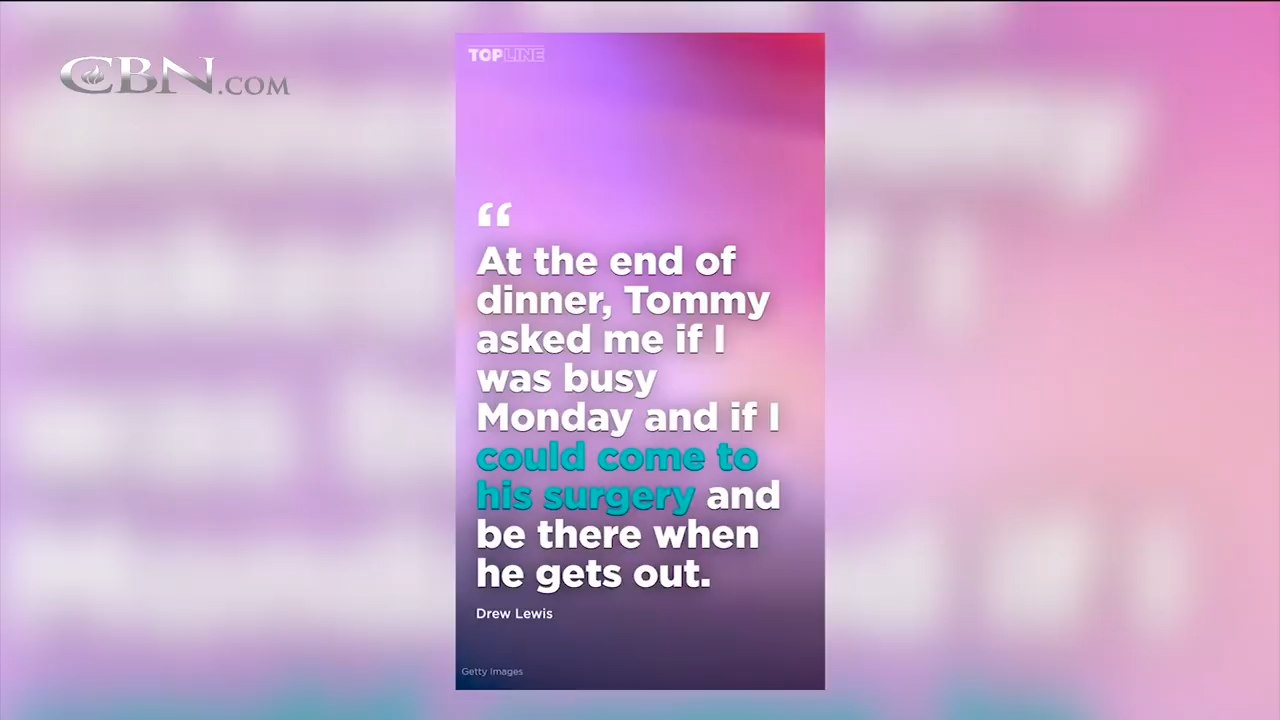 CBN.COM
TOPLINE
“
At the end of
dinner, Tommy
asked me if I
was busy
Monday and if I
could come to
his surgery and
be there when
he gets out.
Drew Lewis
Getty Images